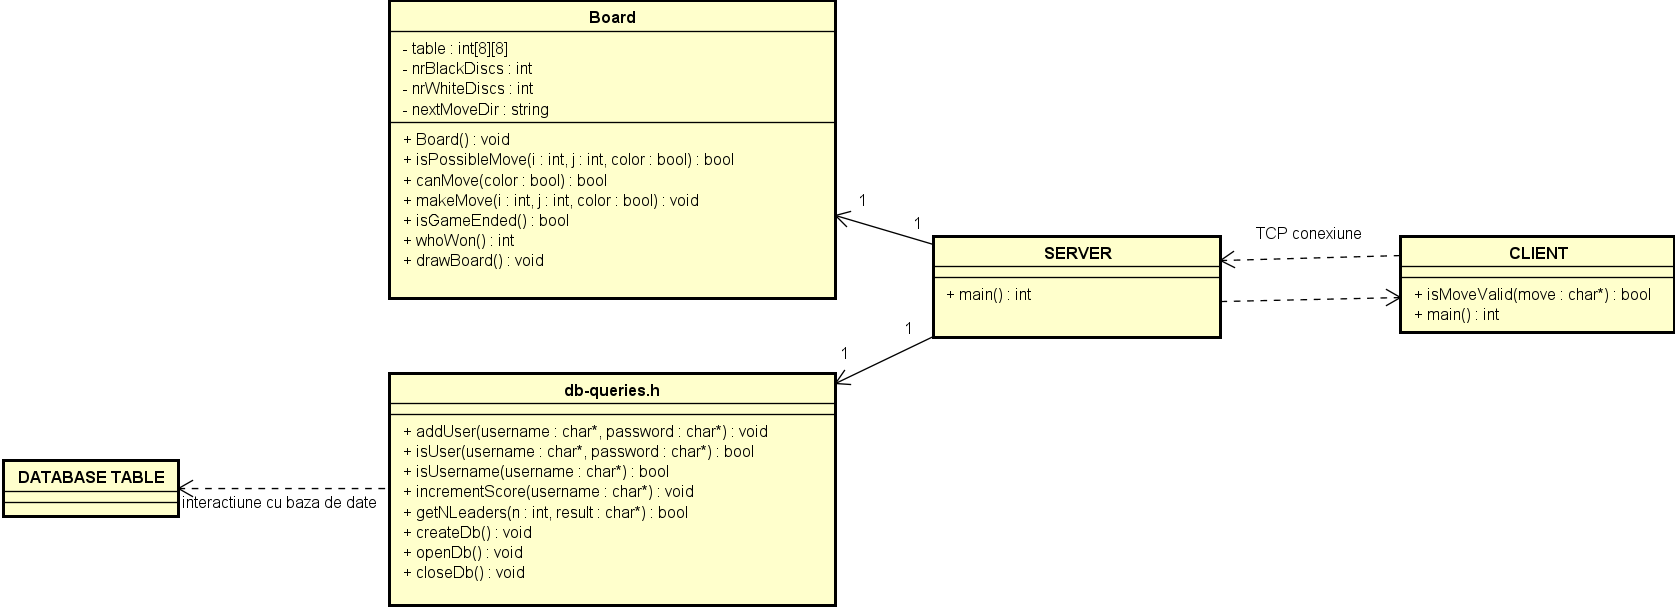 Board
- table : int[8][8]
- nrBlackDiscs : int
- nrWhiteDiscs : int
- nextMoveDir : string
+ Board() : void
+ isPossibleMove(i : int, j : int, color : bool) : bool
+ canMove(color : bool) : bool
+ makeMove(i : int, j : int, color : bool) : void
+ isGameEnded() : bool
+ whoWon() : int
+ drawBoard() : void
1
1
SERVER
+ main() : int
TCP conexiune
CLIENT
+ isMoveValid(move : char*) : bool
+ main() : int
1
1
db-queries.h
+ addUser(username : char*, password : char*) : void
+ isUser(username : char*, password : char*) : bool
+ isUsername(username : char*) : bool
+ incrementScore(username : char*) : void
+ getNLeaders(n : int, result : char*) : bool
+ createDb() : void
+ openDb() : void
+ closeDb() : void
DATABASE TABLE
interactiune cu baza de date